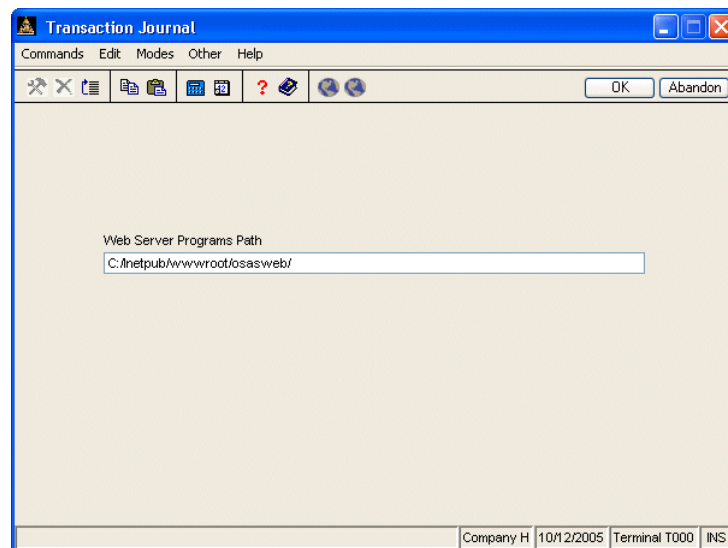 Transaction Journal
Commands Edit Modes Other Help
OK Abandon
Web Server Programs Path
C:/Inetpub/wwwroot/osasweb/
Company H 10/12/2005 Terminal T000 INS